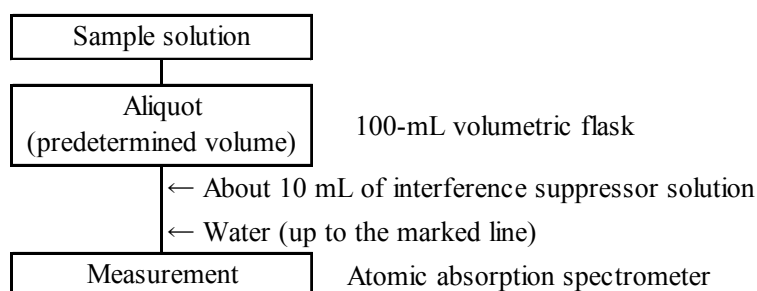 Sample solution
Aliquot
(predetermined volume)
100-mL volumetric flask
← About 10 mL of interference suppressor solution
← Water (up to the marked line)
Measurement
Atomic absorption spectrometer